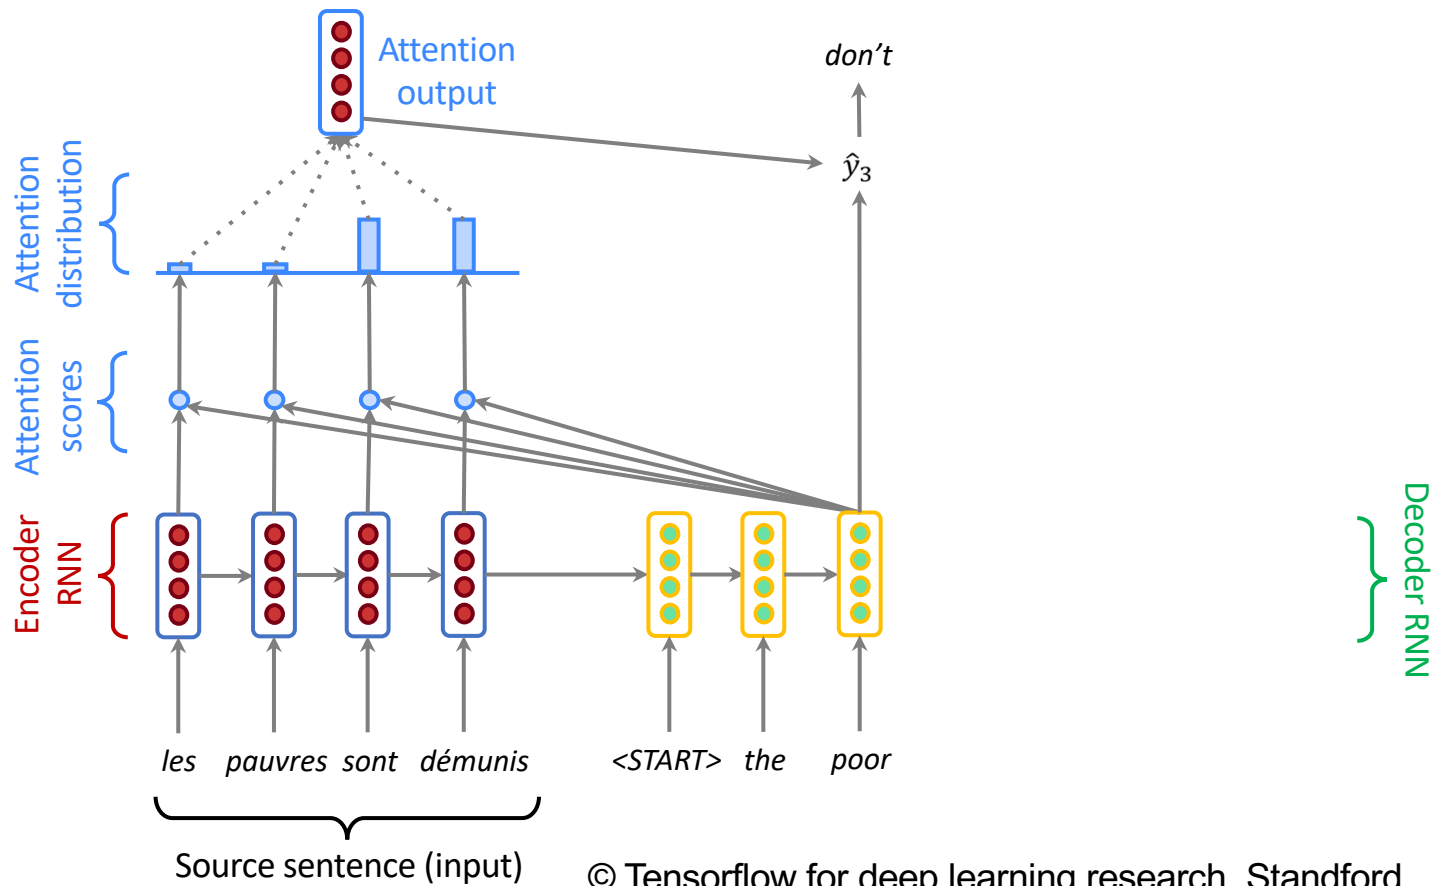 Attention
output
don't
ŷ₃
Attention
distribution
Attention
scores
Encoder
RNN
Decoder RNN
les pauvres sont démunis <START> the poor
Source sentence (input)
© Tensorflow for deep learning research. Standford